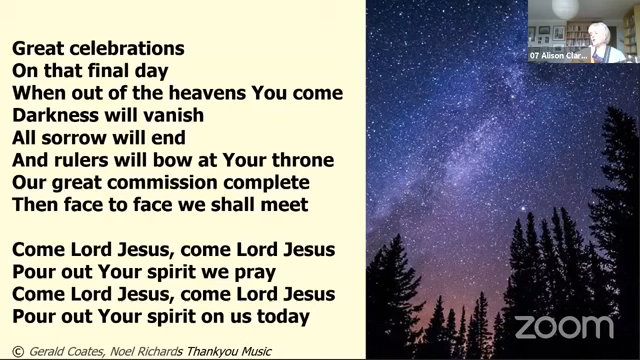 Great celebrations
On that final day
When out of the heavens You come
Darkness will vanish
All sorrow will end
And rulers will bow at Your throne
Our great commission complete
Then face to face we shall meet
Come Lord Jesus, come Lord Jesus
Pour out Your spirit we pray
Come Lord Jesus, come Lord Jesus
Pour out Your spirit on us today
© Gerald Coates, Noel Richards Thankyou Music
07 Alison Clar...
zoom